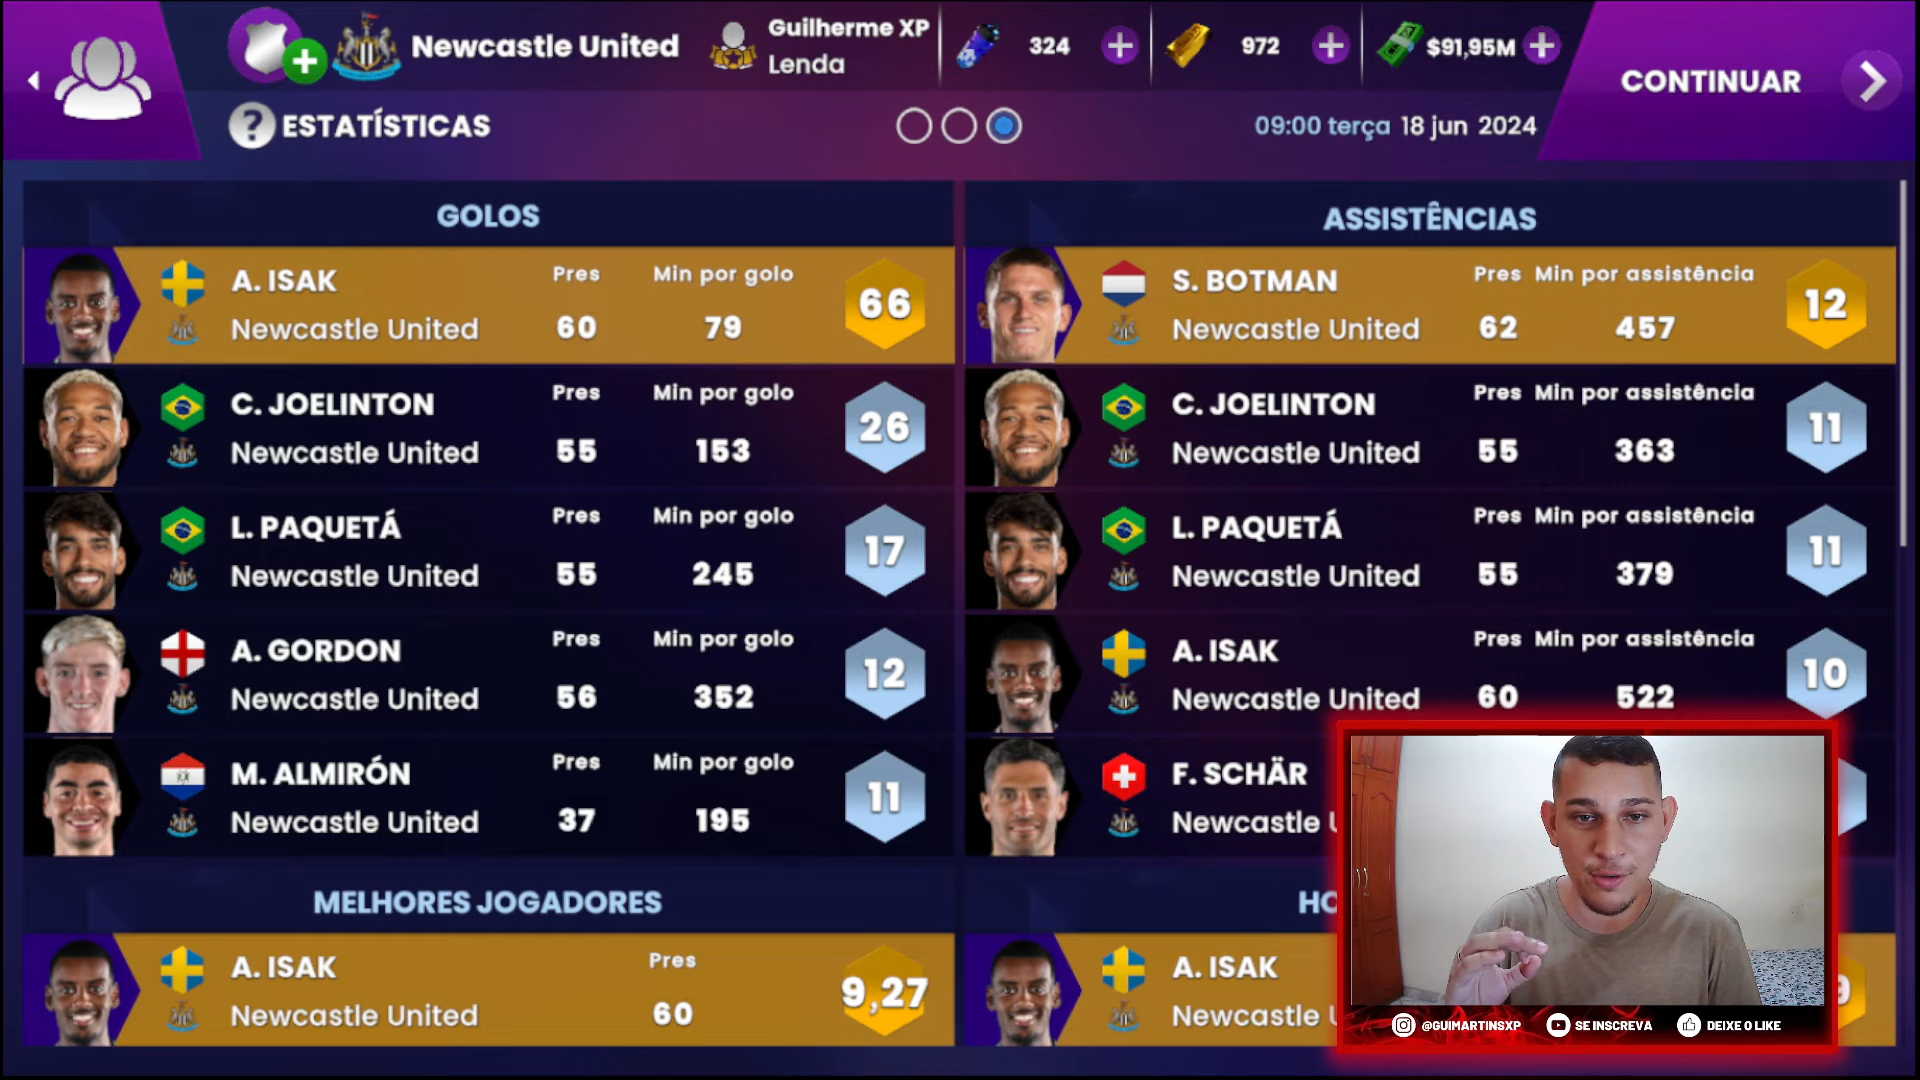 Newcastle United
Guilherme XP
Lenda
324
972
$91,95M
CONTINUAR
? ESTATÍSTICAS
09:00 terça 18 jun 2024
GOLOS
A. ISAK Pres Min por golo
Newcastle United 60 79 66
C. JOELINTON Pres Min por golo
Newcastle United 55 153 26
L. PAQUETÁ Pres Min por golo
Newcastle United 55 245 17
A. GORDON Pres Min por golo
Newcastle United 56 352 12
M. ALMIRÓN Pres Min por golo
Newcastle United 37 195 11
ASSISTÊNCIAS
S. BOTMAN Pres Min por assistência
Newcastle United 62 457 12
C. JOELINTON Pres Min por assistência
Newcastle United 55 363 11
L. PAQUETÁ Pres Min por assistência
Newcastle United 55 379 11
A. ISAK Pres Min por assistência
Newcastle United 60 522 10
F. SCHÄR
Newcastle
MELHORES JOGADORES
A. ISAK Pres
Newcastle United 60 9,27
A. ISAK
Newcastle
@GUIMARTINSXP SE INSCREVA DEIXE O LIKE